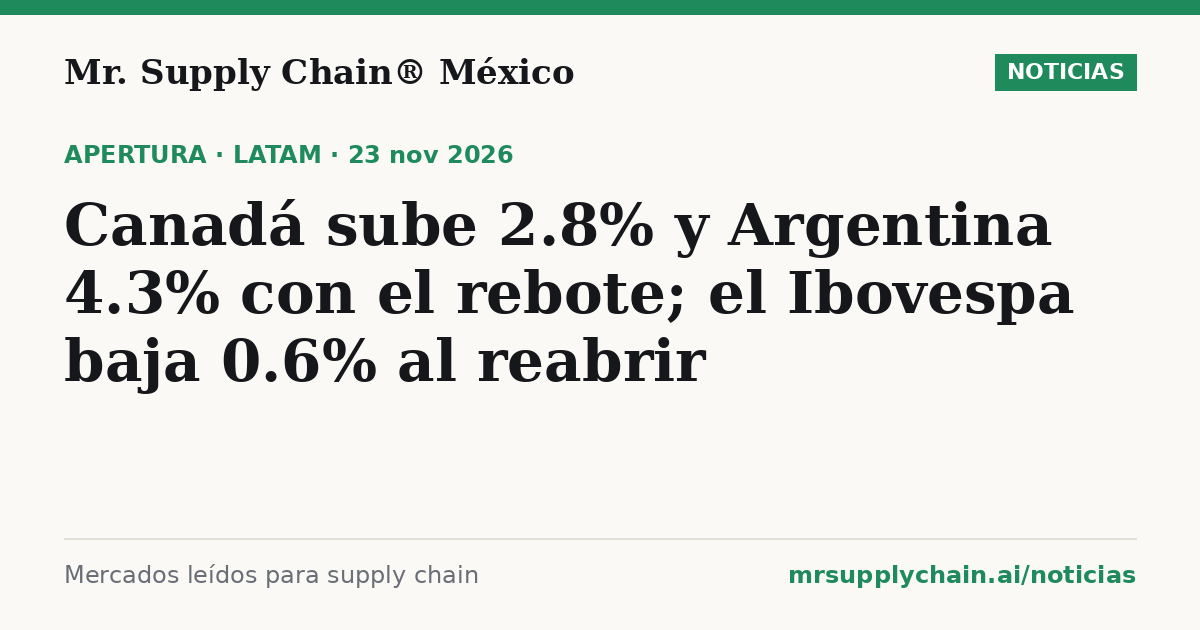 Mr. Supply Chain® México
NOTICIAS
APERTURA · LATAM · 23 nov 2026
Canadá sube 2.8% y Argentina
4.3% con el rebote; el Ibovespa
baja 0.6% al reabrir
Mercados leídos para supply chain
mrsupplychain.ai/noticias